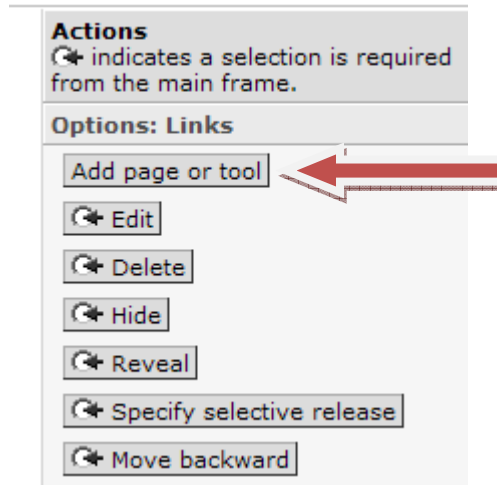 Actions
indicates a selection is required
from the main frame.
Options: Links
Add page or tool
Edit
Delete
Hide
Reveal
Specify selective release
Move backward